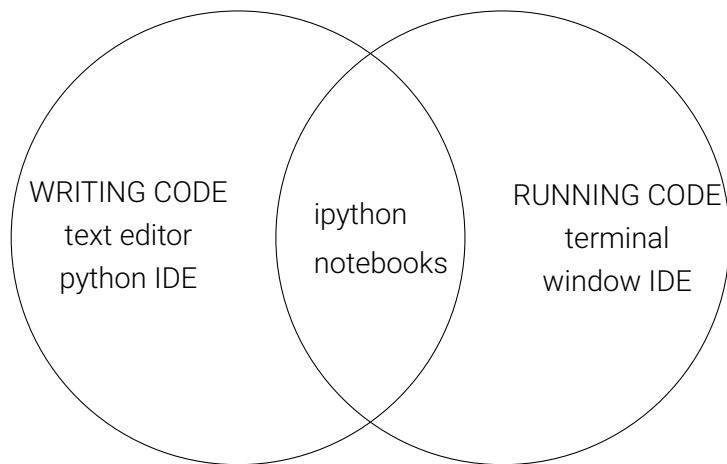 WRITING CODE
text editor
python IDE
ipython
notebooks
RUNNING CODE
terminal
window IDE